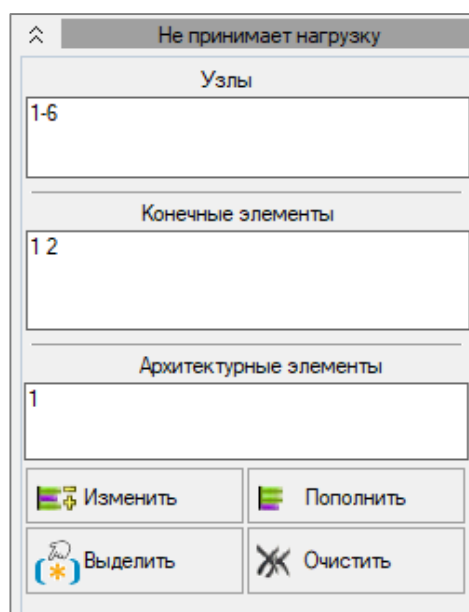 Не принимает нагрузку
Узлы
1-6
Конечные элементы
1 2
Архитектурные элементы
1
Изменить
Пополнить
Выделить
Очистить